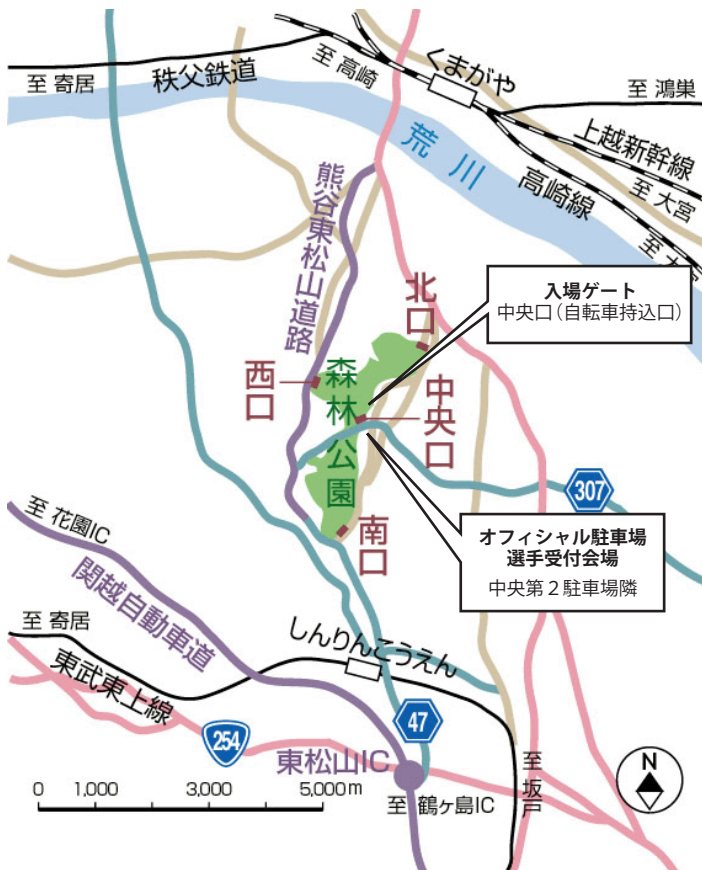 くまがや
秩父鉄道
至 寄居
至 高崎
至 鴻巣
上越新幹線
至 大宮
高崎線
荒川
熊谷東松山道路
北口
入場ゲート
中央口（自転車持込口）
西口
森林公園
中央口
307
オフィシャル駐車場
選手受付会場
中央第２駐車場隣
南口
至 花園IC
関越自動車道
至 寄居
しんりんこうえん
東武東上線
254
47
東松山IC
至 坂戸
N
0 1,000 3,000 5,000m
至 鶴ヶ島IC